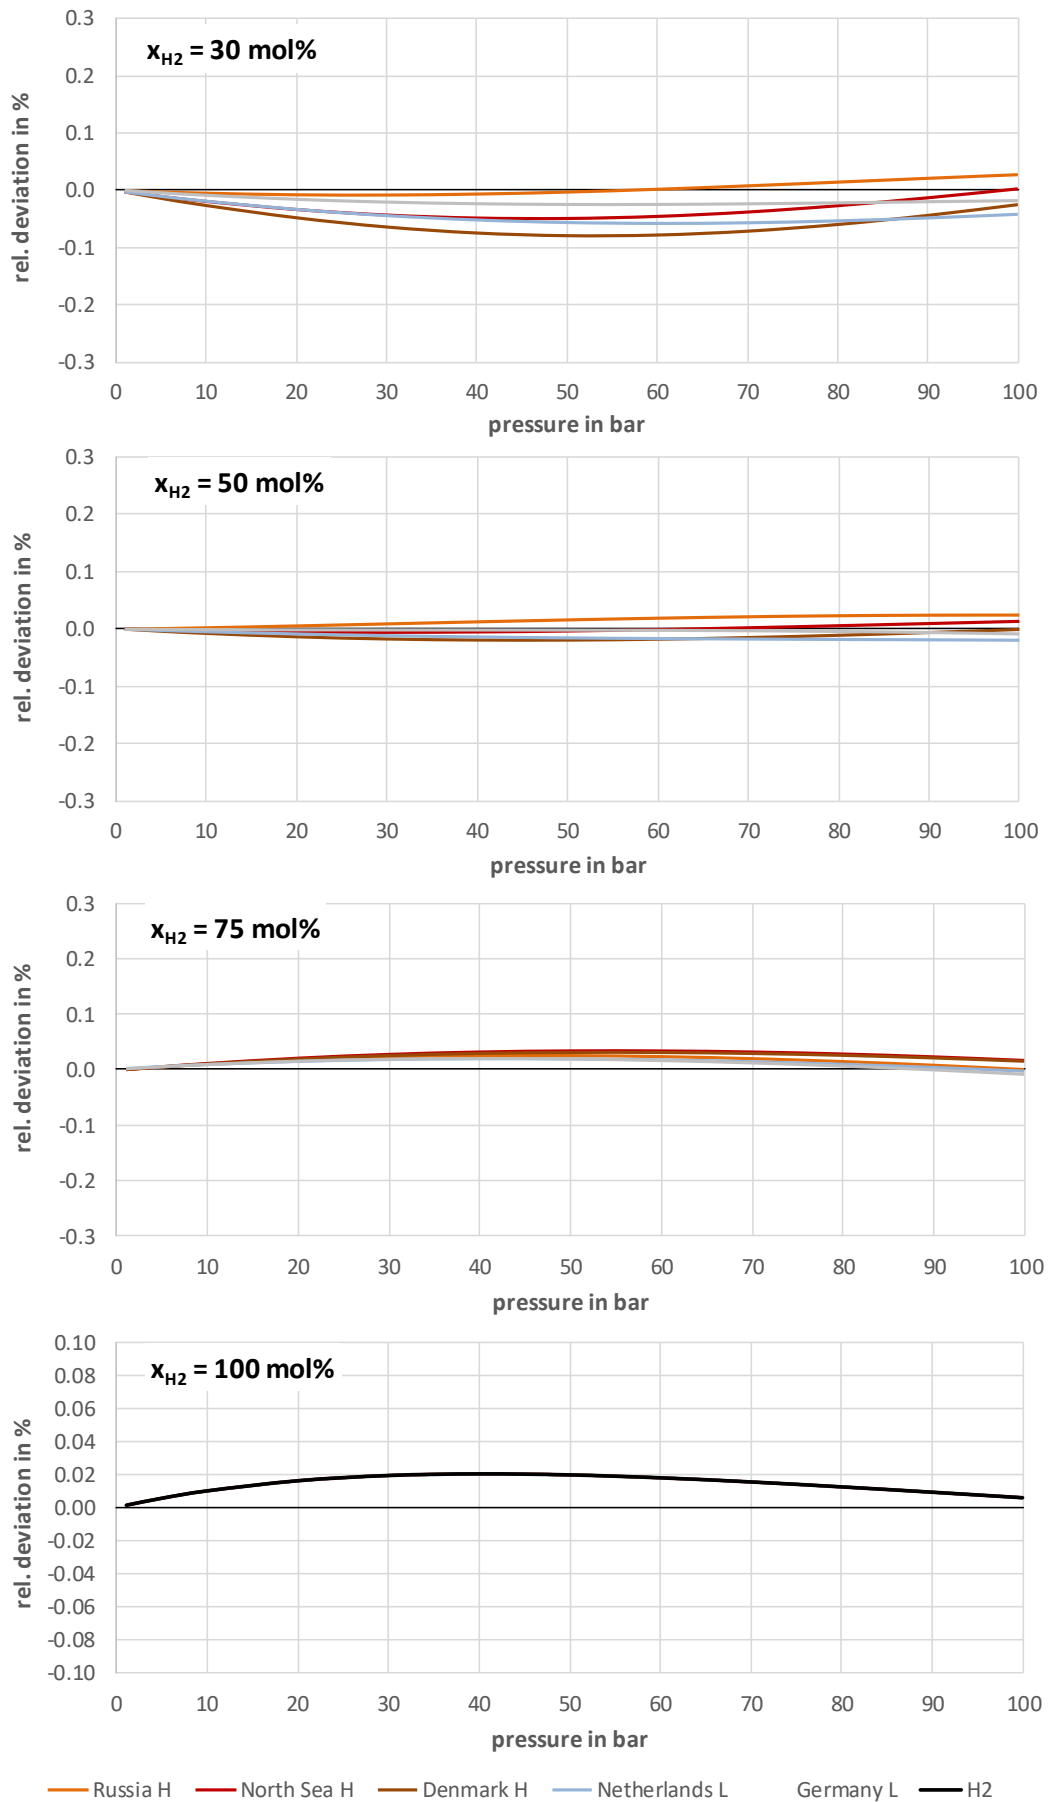 x_H2 = 30 mol%
rel. deviation in %
0.3
0.2
0.1
0.0
-0.1
-0.2
-0.3
0 10 20 30 40 50 60 70 80 90 100
pressure in bar
x_H2 = 50 mol%
rel. deviation in %
0.3
0.2
0.1
0.0
-0.1
-0.2
-0.3
0 10 20 30 40 50 60 70 80 90 100
pressure in bar
x_H2 = 75 mol%
rel. deviation in %
0.3
0.2
0.1
0.0
-0.1
-0.2
-0.3
0 10 20 30 40 50 60 70 80 90 100
pressure in bar
x_H2 = 100 mol%
rel. deviation in %
0.10
0.08
0.06
0.04
0.02
0.00
-0.02
-0.04
-0.06
-0.08
-0.10
0 10 20 30 40 50 60 70 80 90 100
pressure in bar
Russia H North Sea H Denmark H Netherlands L Germany L H2